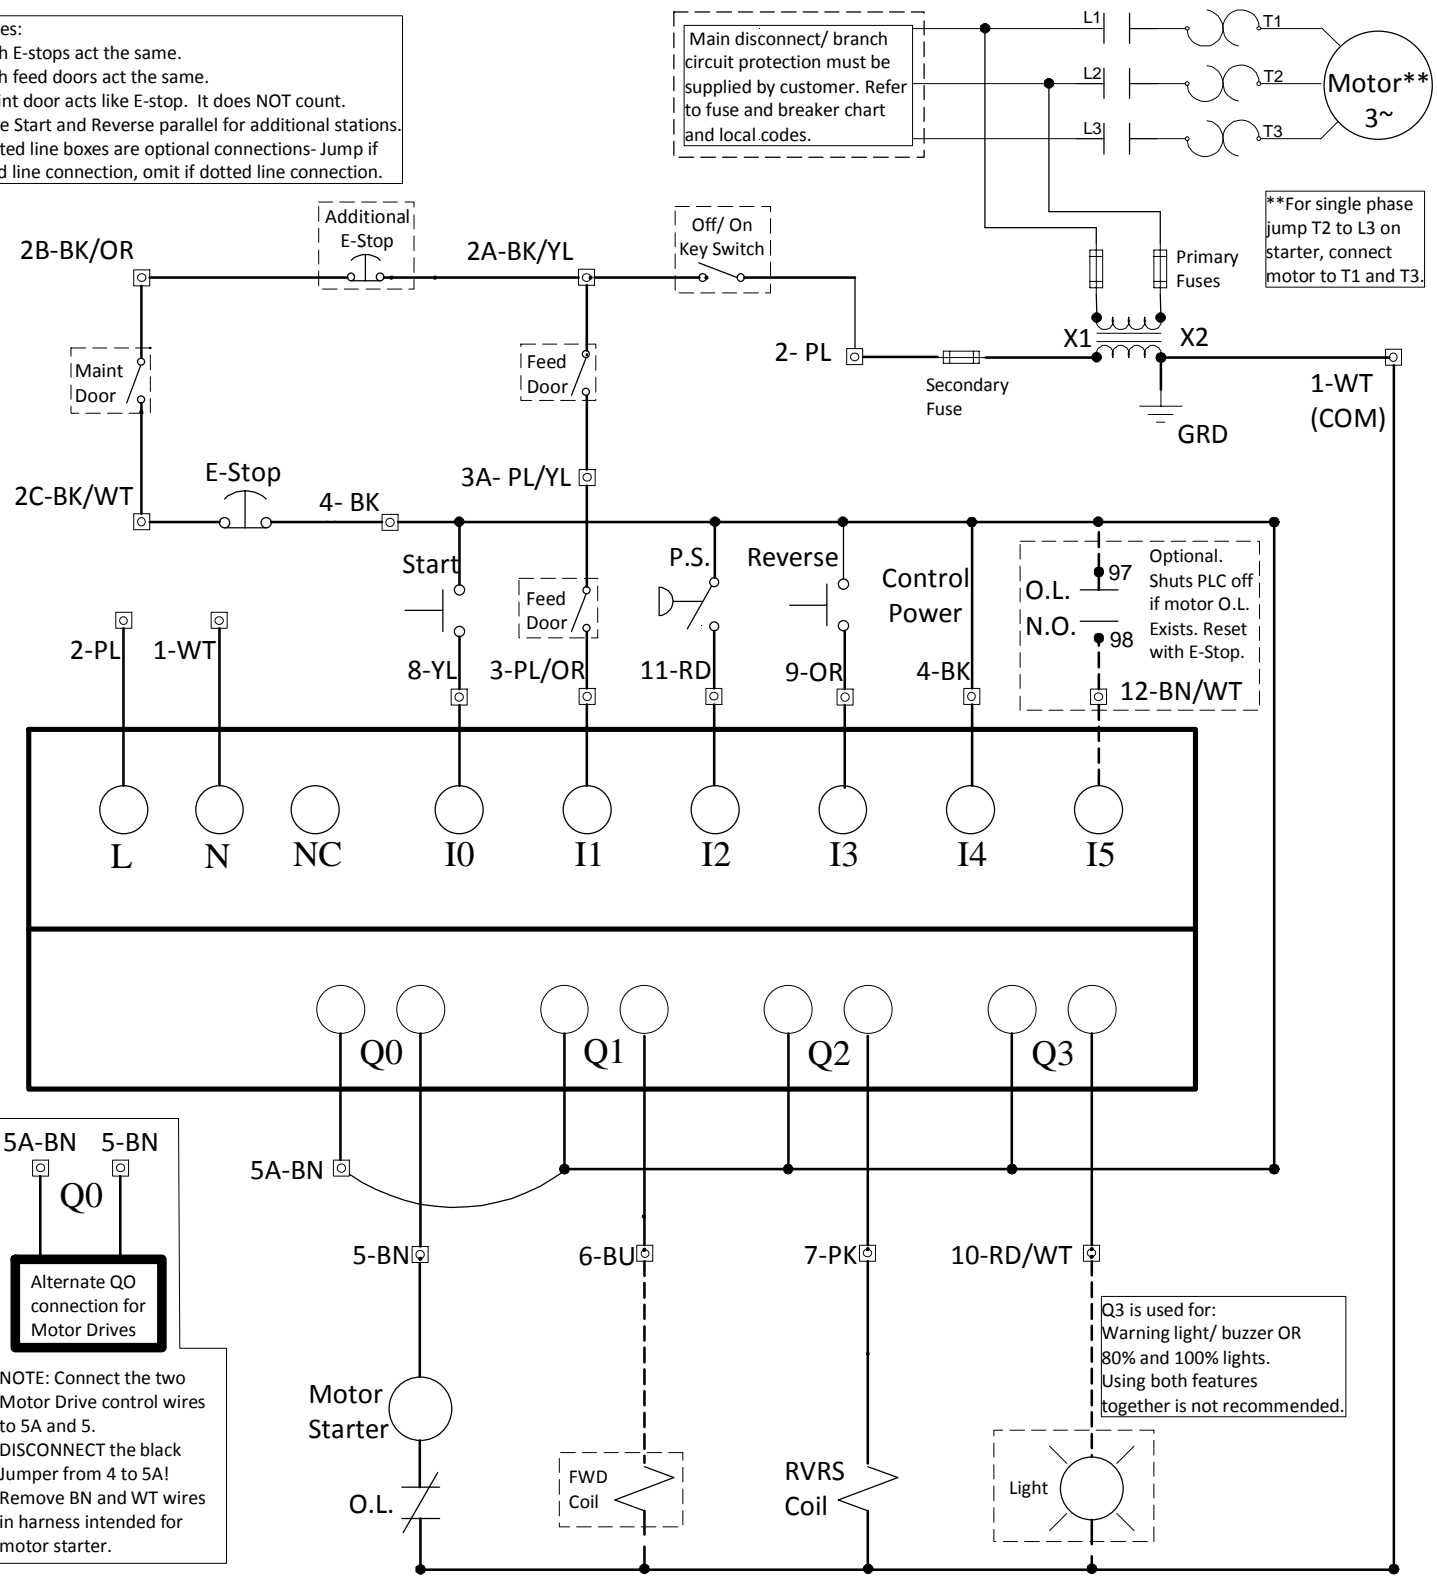 es:
h E-stops act the same.
h feed doors act the same.
int door acts like E-stop.  It does NOT count.
e Start and Reverse parallel for additional stations.
ted line boxes are optional connections- Jump if
d line connection, omit if dotted line connection.
Main disconnect/ branch
circuit protection must be
supplied by customer. Refer
to fuse and breaker chart
and local codes.
L1
T1
L2
T2
L3
T3
Motor**
3~
**For single phase
jump T2 to L3 on
starter, connect
motor to T1 and T3.
Additional
E-Stop
Off/ On
Key Switch
2B-BK/OR
2A-BK/YL
Primary
Fuses
Maint
Door
Feed
Door
2- PL
X1
X2
Secondary
Fuse
1-WT
(COM)
GRD
E-Stop
2C-BK/WT
4- BK
3A- PL/YL
Start
P.S.
Reverse
Control
Power
Feed
Door
O.L.
N.O.
97
98
Optional.
Shuts PLC off
if motor O.L.
Exists. Reset
with E-Stop.
2-PL
1-WT
8-YL
3-PL/OR
11-RD
9-OR
4-BK
12-BN/WT
L
N
NC
I0
I1
I2
I3
I4
I5
Q0
Q1
Q2
Q3
5A-BN
5-BN
Q0
Alternate QO
connection for
Motor Drives
NOTE: Connect the two
Motor Drive control wires
to 5A and 5.
DISCONNECT the black
Jumper from 4 to 5A!
Remove BN and WT wires
in harness intended for
motor starter.
5A-BN
5-BN
6-BU
7-PK
10-RD/WT
Q3 is used for:
Warning light/ buzzer OR
80% and 100% lights.
Using both features
together is not recommended.
Motor
Starter
O.L.
FWD
Coil
RVRS
Coil
Light